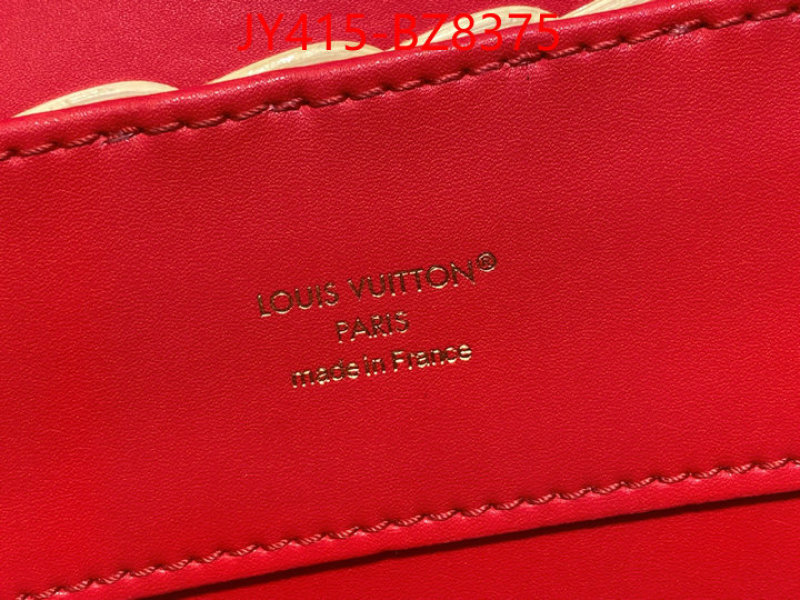 JY415-BZ8375
LOUIS VUITTON®
PARIS
made in France